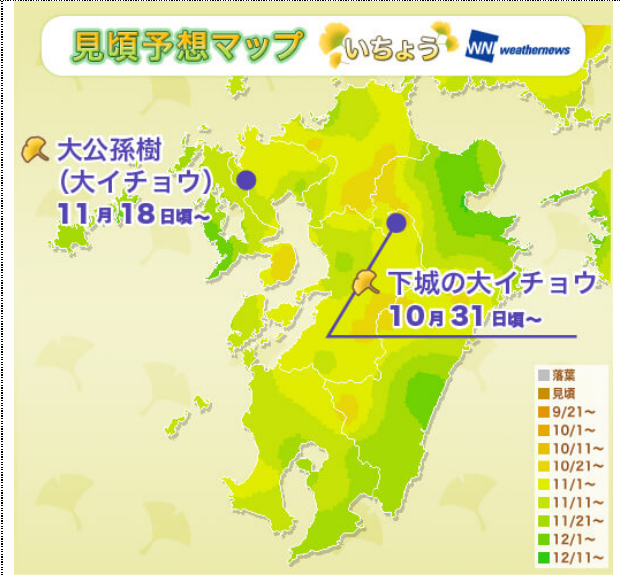 見頃予想マップ いちょう WNI weathernews
大公孫樹
（大イチョウ）
11月18日頃～
下城の大イチョウ
10月31日頃～
落葉
見頃
9/21～
10/1～
10/11～
10/21～
11/1～
11/11～
11/21～
12/1～
12/11～